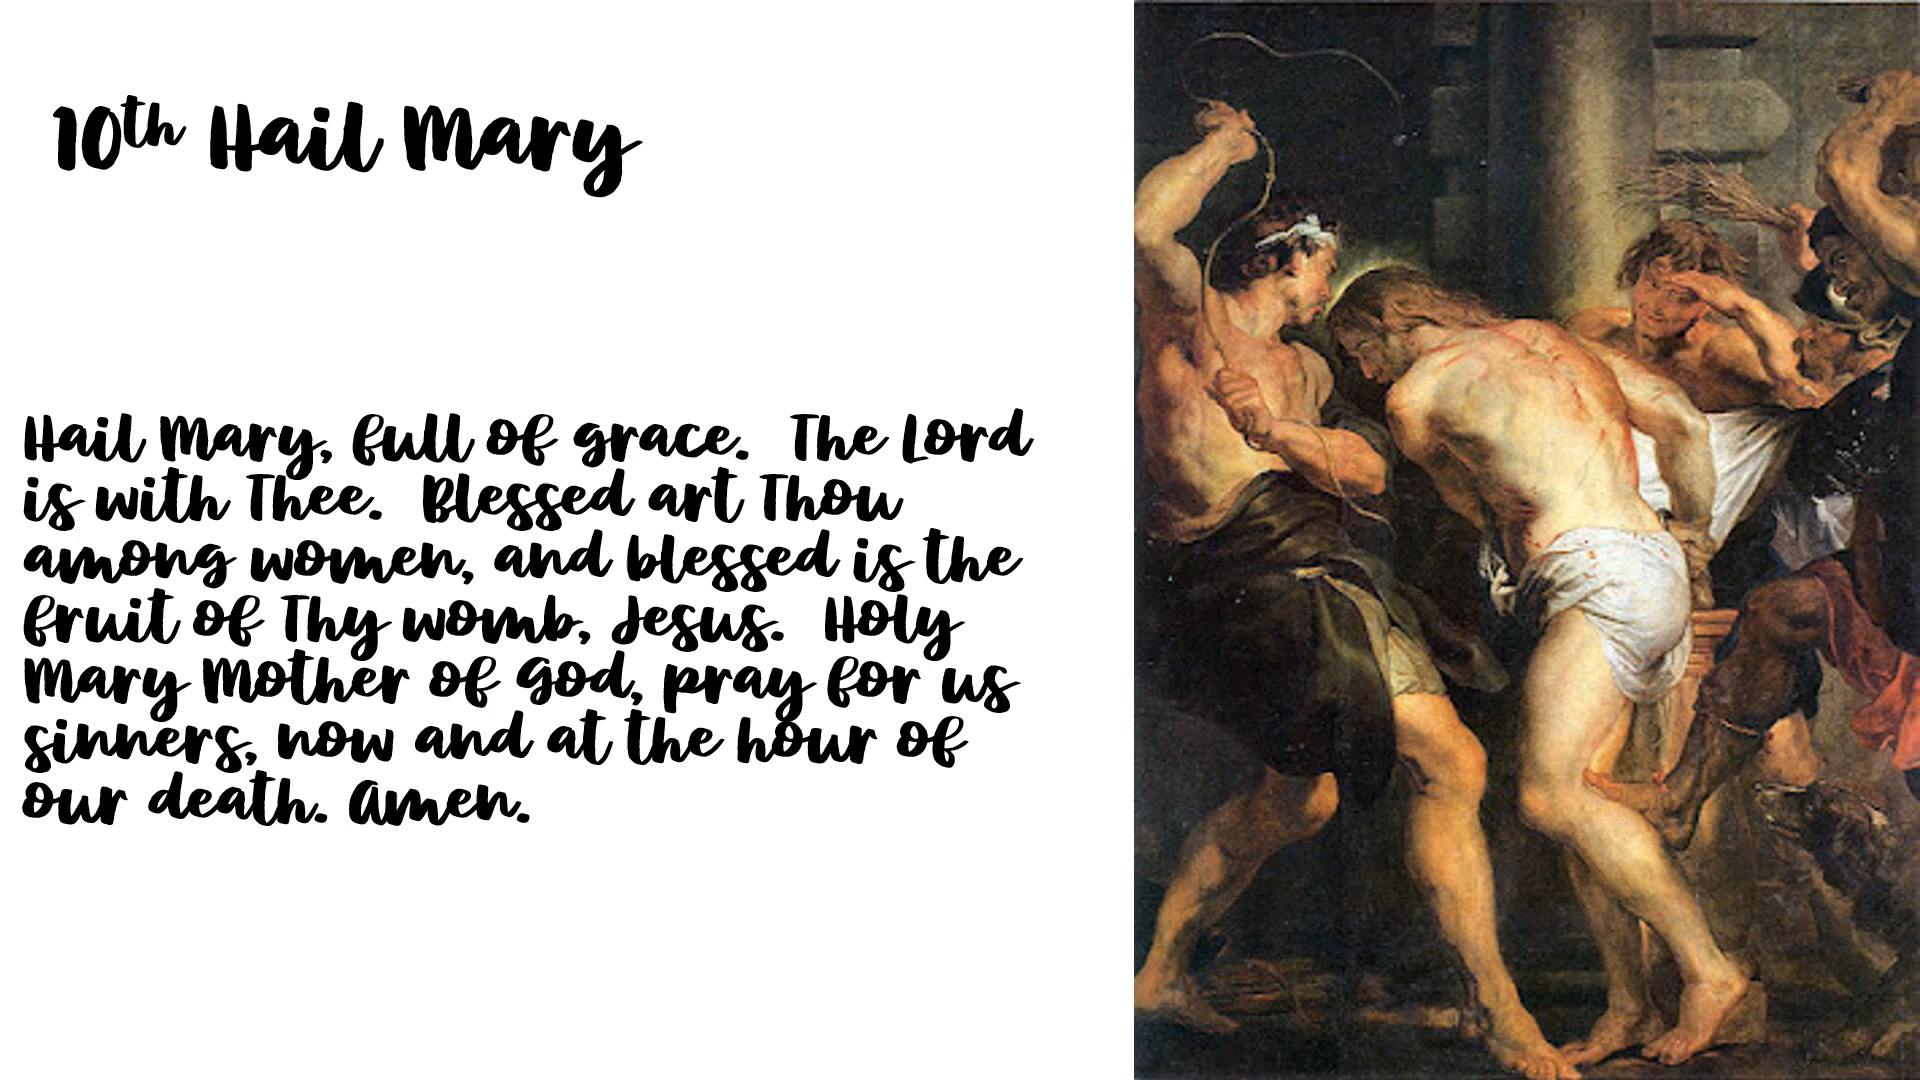 10th Hail Mary
Hail Mary, full of grace.  The Lord
is with Thee.  Blessed art Thou
among women, and blessed is the
fruit of Thy womb, Jesus.  Holy
Mary Mother of God, pray for us
sinners, now and at the hour of
our death. Amen.